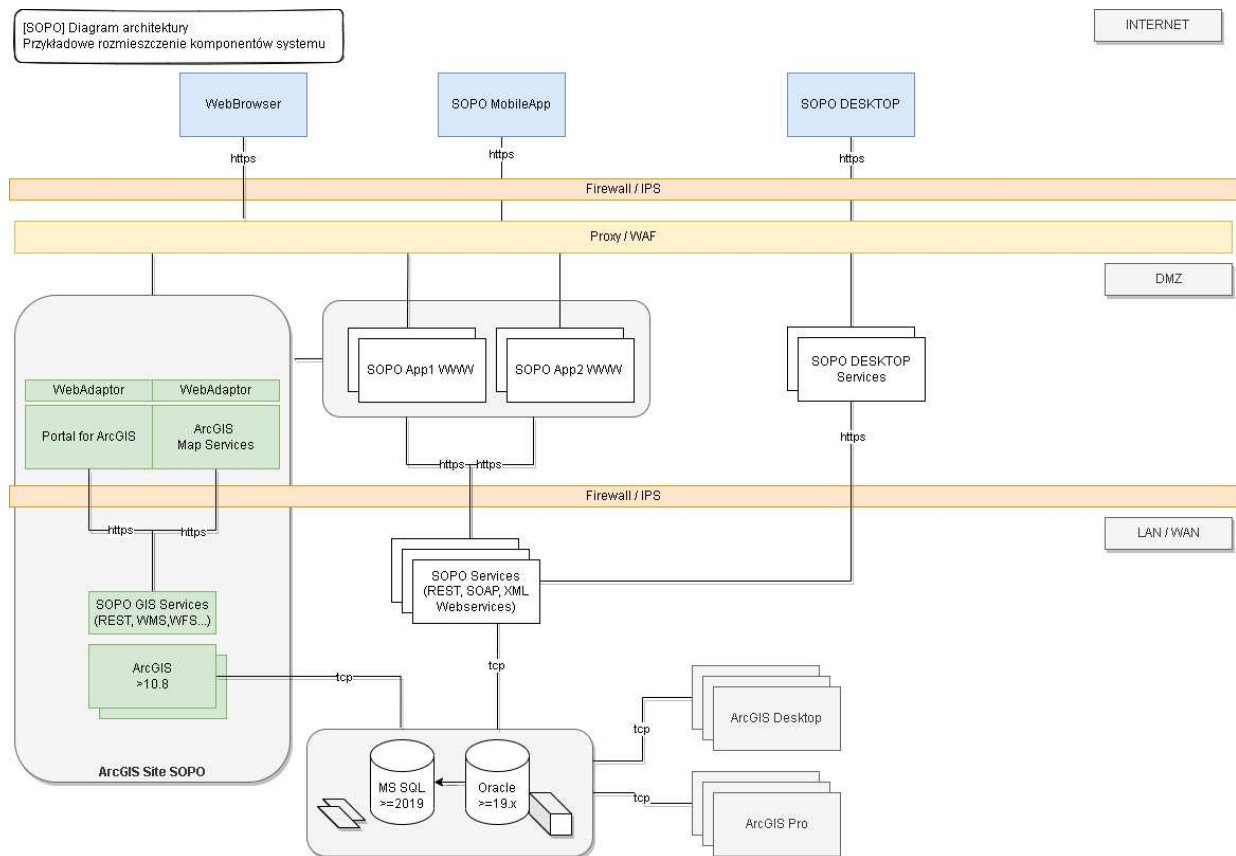 [SOPO] Diagram architektury
Przykładowe rozmieszczenie komponentów systemu
INTERNET
WebBrowser
SOPO MobileApp
SOPO DESKTOP
https
https
https
Firewall / IPS
Proxy / WAF
DMZ
SOPO App1 WWW
SOPO App2 WWW
SOPO DESKTOP
Services
WebAdaptor
WebAdaptor
Portal for ArcGIS
ArcGIS
Map Services
https
https
https
Firewall / IPS
https
https
LAN / WAN
SOPO Services
(REST, SOAP, XML
Webservices)
SOPO GIS Services
(REST, WMS,WFS...)
ArcGIS
>10.8
tcp
tcp
ArcGIS Desktop
tcp
ArcGIS Site SOPO
MS SQL
>=2019
Oracle
>=19.x
tcp
ArcGIS Pro